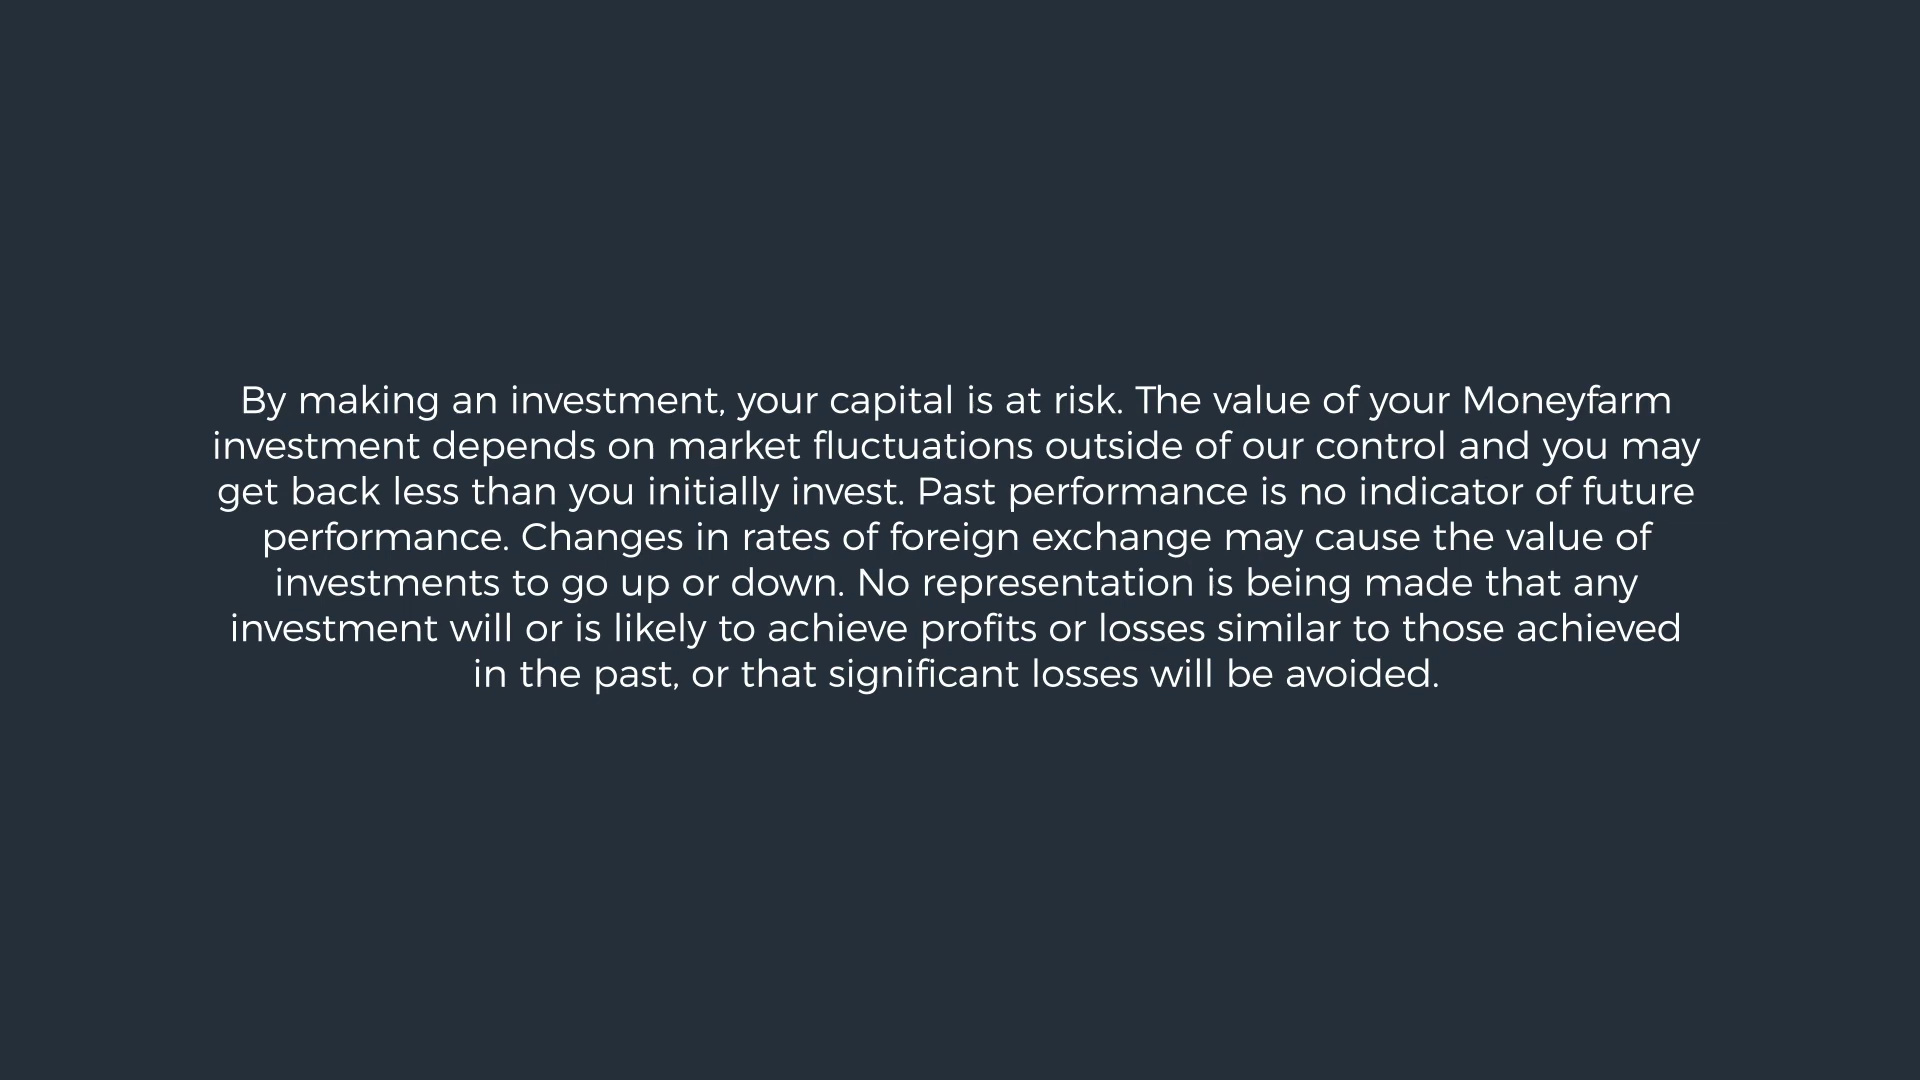 By making an investment, your capital is at risk. The value of your Moneyfarm
investment depends on market fluctuations outside of our control and you may
get back less than you initially invest. Past performance is no indicator of future
performance. Changes in rates of foreign exchange may cause the value of
investments to go up or down. No representation is being made that any
investment will or is likely to achieve profits or losses similar to those achieved
in the past, or that significant losses will be avoided.